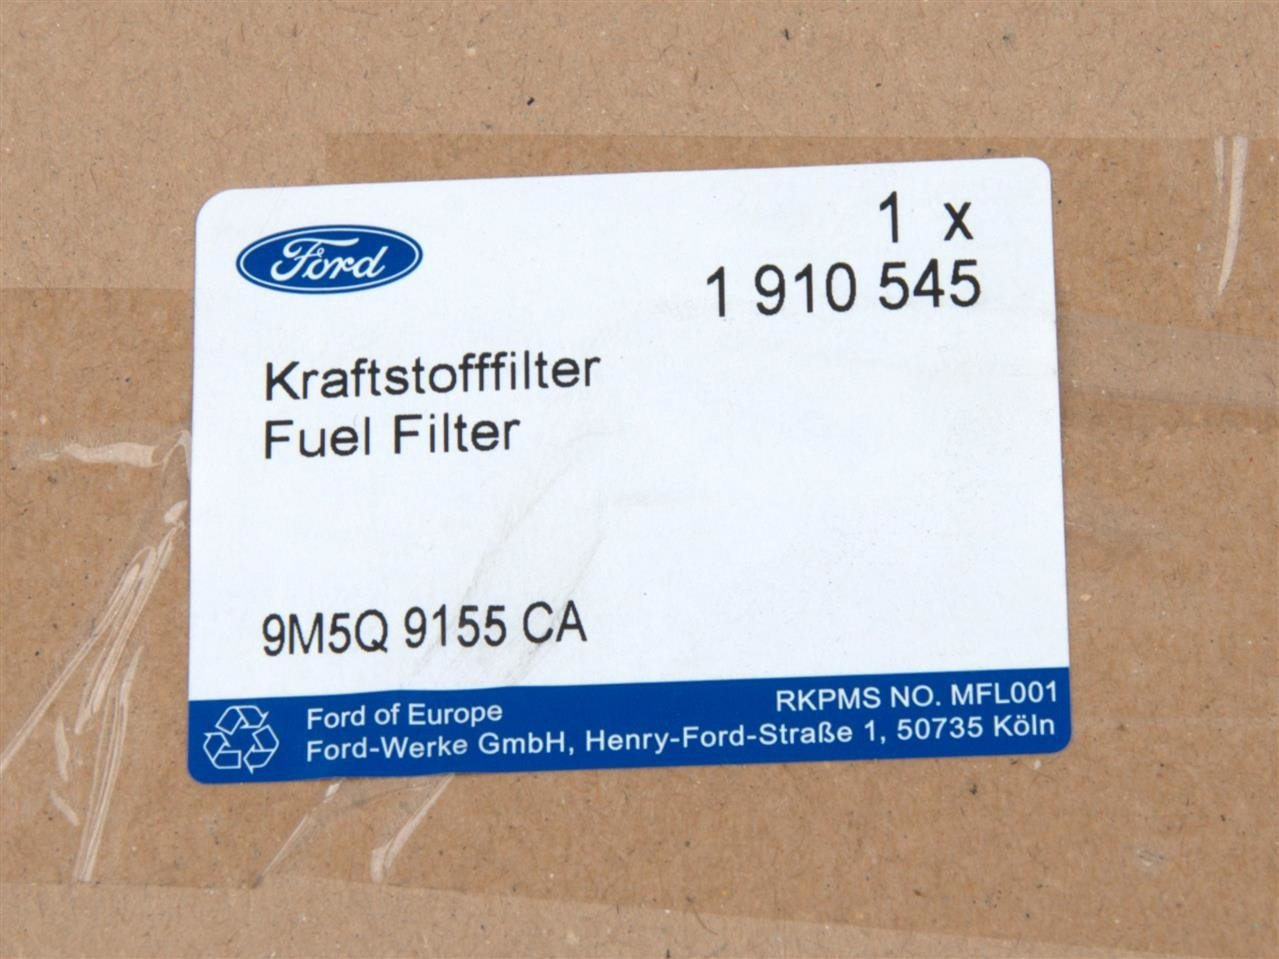 Ford
1 x
1 910 545
Kraftstofffilter
Fuel Filter
9M5Q 9155 CA
RKPMS NO. MFL001
Ford of Europe
Ford-Werke GmbH, Henry-Ford-Straße 1, 50735 Köln